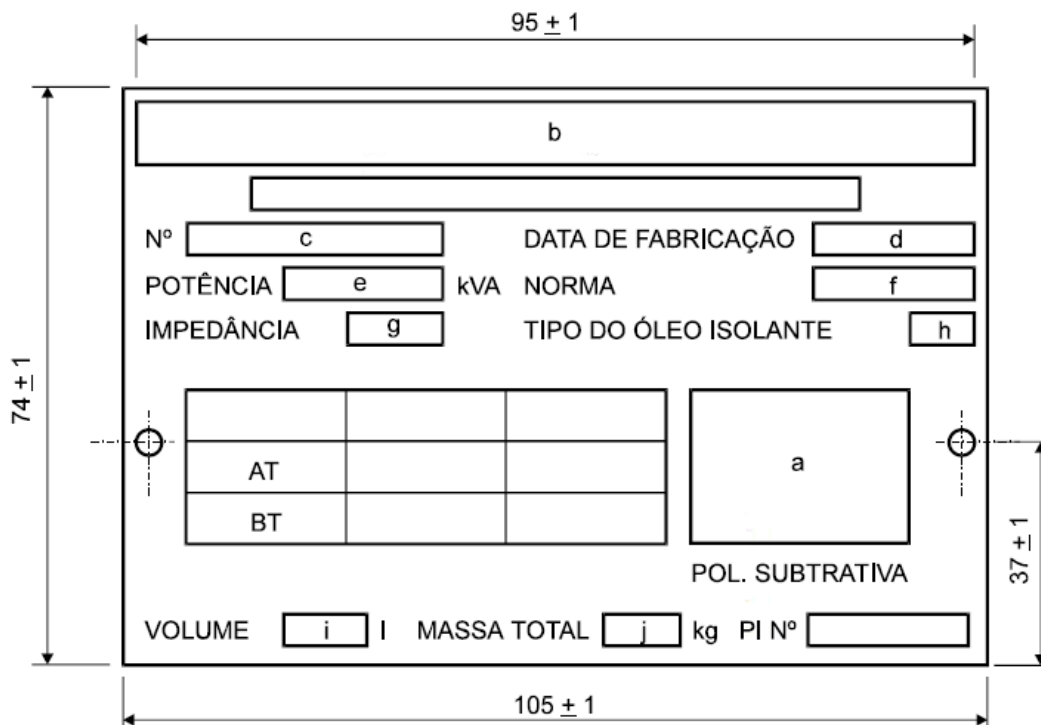 95 ± 1
b
Nº c DATA DE FABRICAÇÃO d
POTÊNCIA e kVA NORMA f
IMPEDÂNCIA g TIPO DO ÓLEO ISOLANTE h
74 ± 1
AT
a
BT
37 ± 1
POL. SUBTRATIVA
VOLUME i l MASSA TOTAL j kg PI Nº
105 ± 1